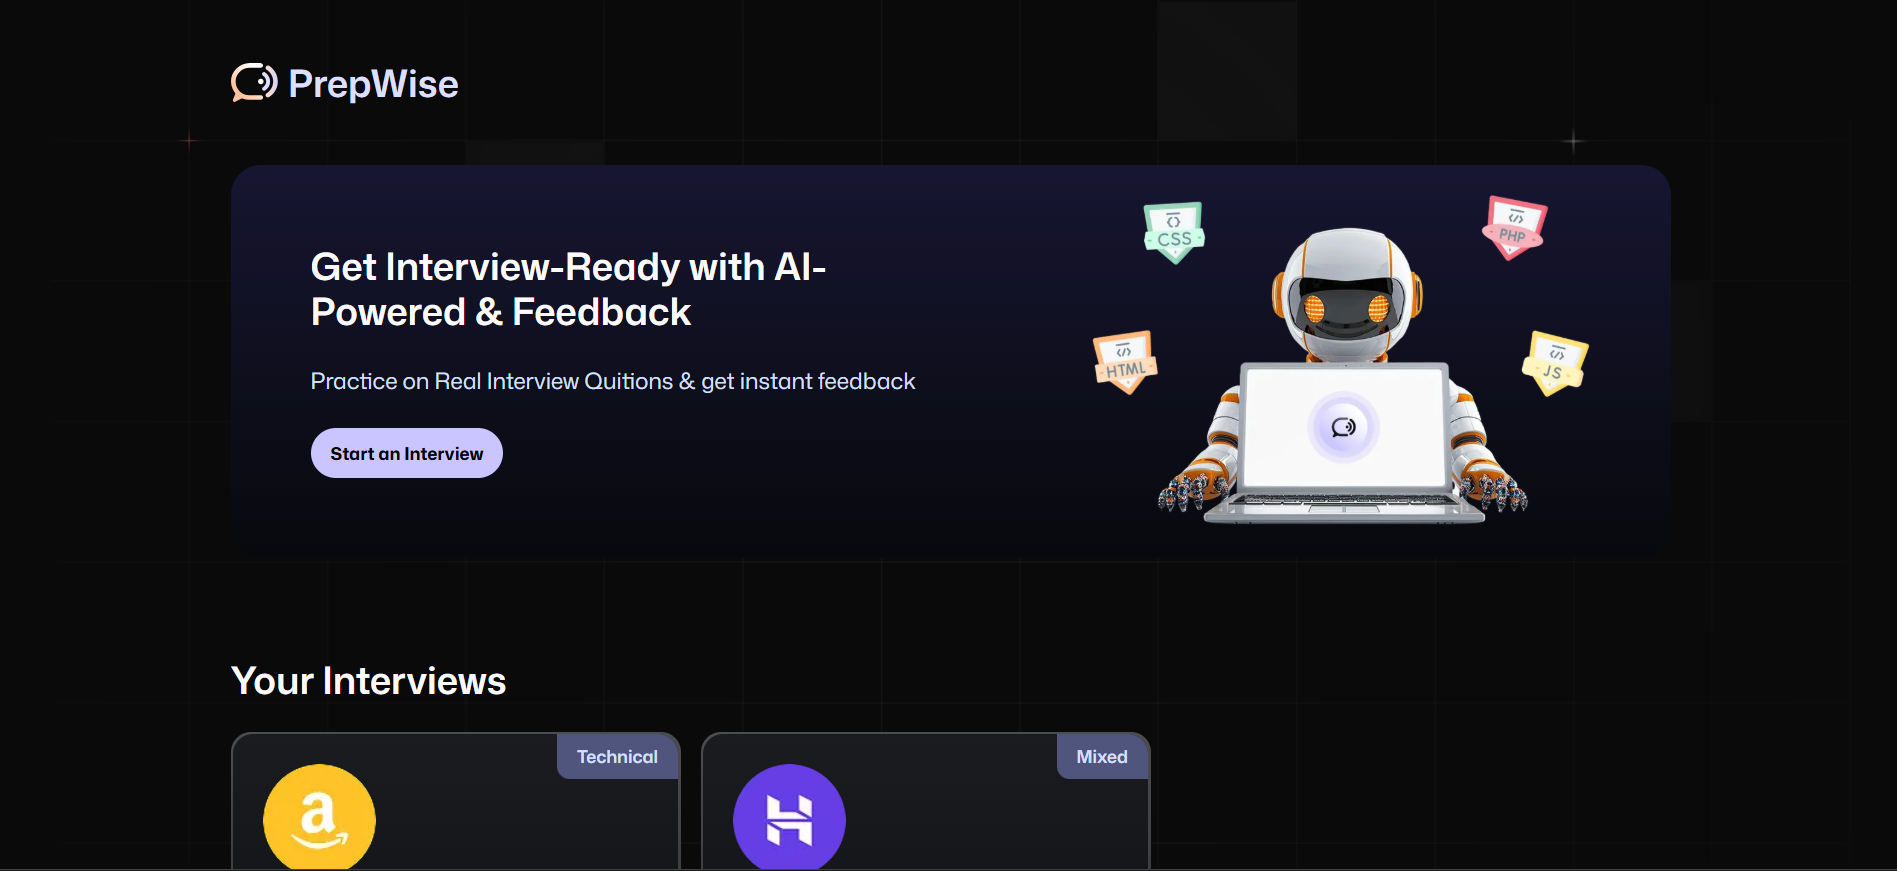 PrepWise
Get Interview-Ready with AI-
Powered & Feedback
Practice on Real Interview Quitions & get instant feedback
Start an Interview
CSS
PHP
HTML
JS
Your Interviews
Technical
Mixed
a